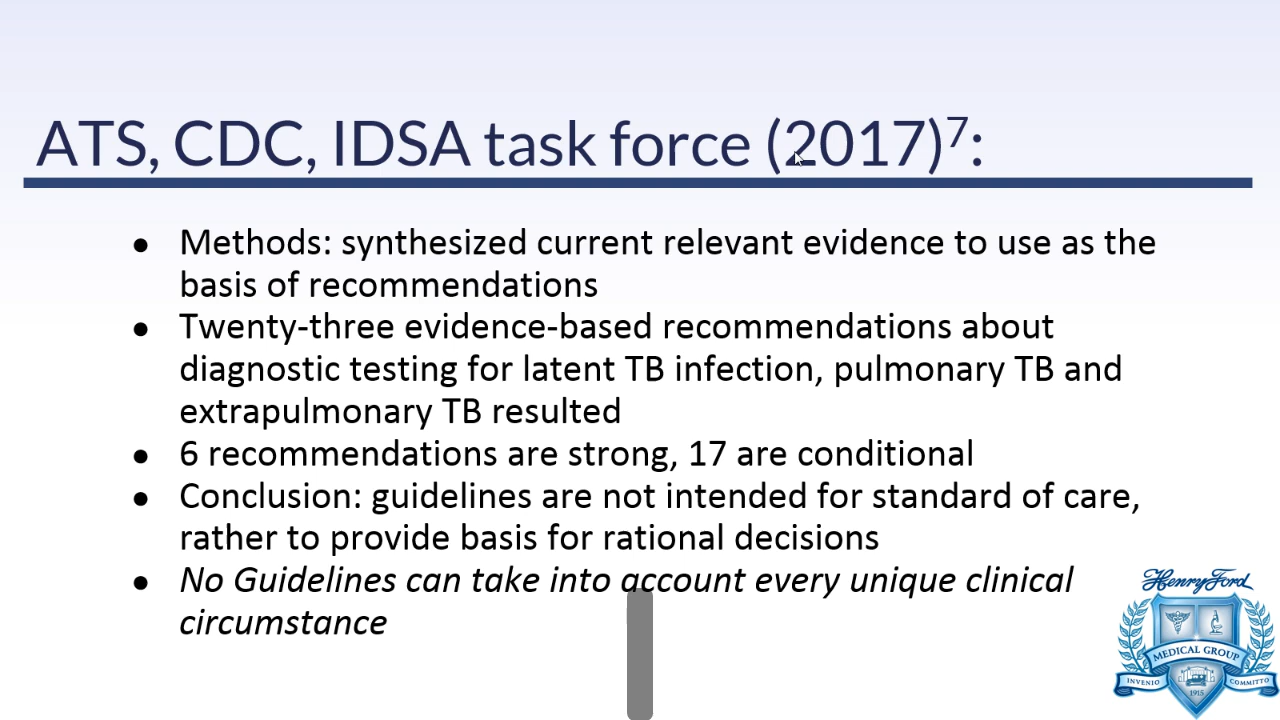 ATS, CDC, IDSA task force (2017)⁷:
● Methods: synthesized current relevant evidence to use as the
basis of recommendations
● Twenty-three evidence-based recommendations about
diagnostic testing for latent TB infection, pulmonary TB and
extrapulmonary TB resulted
● 6 recommendations are strong, 17 are conditional
● Conclusion: guidelines are not intended for standard of care,
rather to provide basis for rational decisions
● No Guidelines can take into account every unique clinical
circumstance
Henry Ford
MEDICAL GROUP
INVENIO
COMMITTO
1915